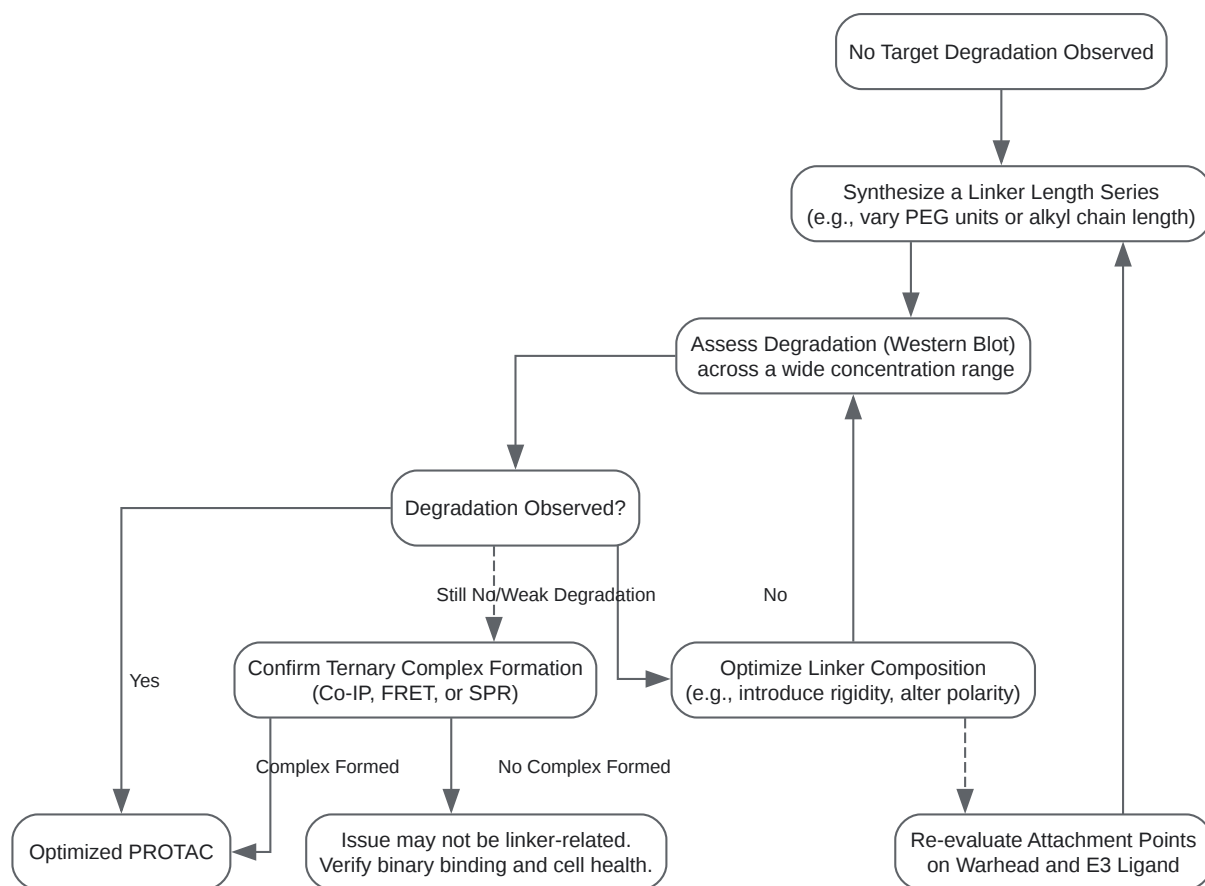 No Target Degradation Observed
Synthesize a Linker Length Series
(e.g., vary PEG units or alkyl chain length)
Assess Degradation (Western Blot)
across a wide concentration range
Degradation Observed?
Still No/Weak Degradation
No
Confirm Ternary Complex Formation
(Co-IP, FRET, or SPR)
Optimize Linker Composition
(e.g., introduce rigidity, alter polarity)
Yes
Complex Formed
No Complex Formed
Optimized PROTAC
Issue may not be linker-related.
Verify binary binding and cell health.
Re-evaluate Attachment Points
on Warhead and E3 Ligand